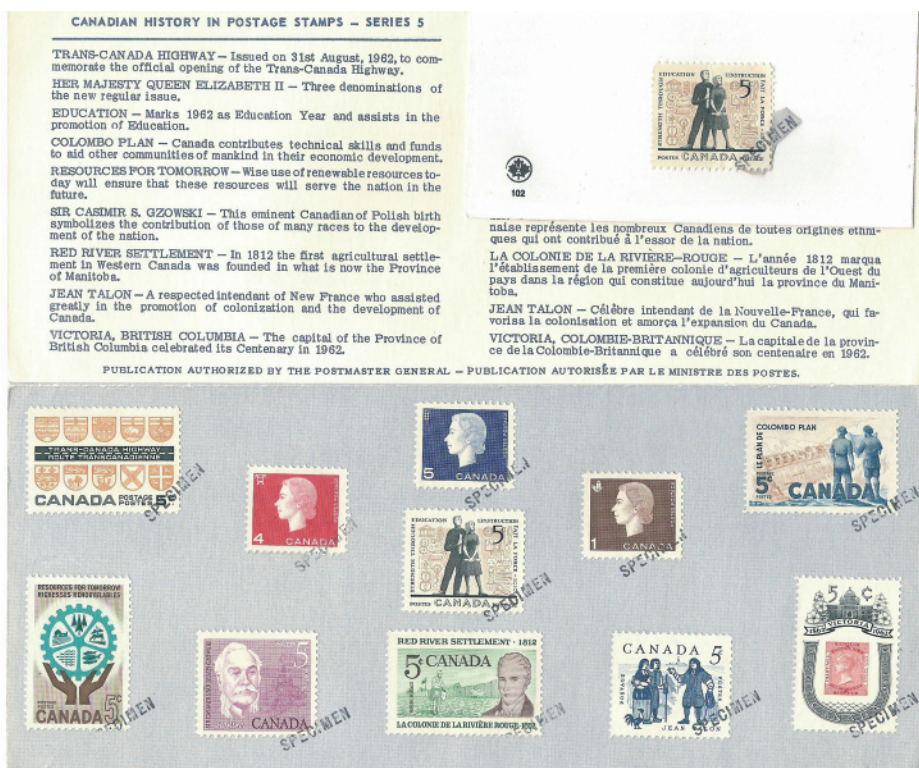 CANADIAN HISTORY IN POSTAGE STAMPS – SERIES 5
TRANS-CANADA HIGHWAY – Issued on 31st August, 1962, to com-
memorate the official opening of the Trans-Canada Highway.
HER MAJESTY QUEEN ELIZABETH II – Three denominations of
the new regular issue.
EDUCATION – Marks 1962 as Education Year and assists in the
promotion of Education.
COLOMBO PLAN – Canada contributes technical skills and funds
to aid other communities of mankind in their economic development.
RESOURCES FOR TOMORROW – Wise use of renewable resources to-
day will ensure that these resources will serve the nation in the
future.
SIR CASIMIR S. GZOWSKI – This eminent Canadian of Polish birth
symbolizes the contribution of those of many races to the develop-
ment of the nation.
RED RIVER SETTLEMENT – In 1812 the first agricultural settle-
ment in Western Canada was founded in what is now the Province
of Manitoba.
JEAN TALON – A respected intendant of New France who assisted
greatly in the promotion of colonization and the development of
Canada.
VICTORIA, BRITISH COLUMBIA – The capital of the Province of
British Columbia celebrated its Centenary in 1962.
EDUCATION INSTRUCTION
STRENGTH THROUGH
FAIT LA FORCE
5
POSTES CANADA
SPECIMEN
102
naise représente les nombreux Canadiens de toutes origines ethni-
ques qui ont contribué à l'essor de la nation.
LA COLONIE DE LA RIVIÈRE–ROUGE – L'année 1812 marqua
l'établissement de la première colonie d'agriculteurs de l'Ouest du
pays dans la région qui constitue aujourd'hui la province du Mani-
toba.
JEAN TALON – Célèbre intendant de la Nouvelle-France, qui fa-
vorisa la colonisation et amorça l'expansion du Canada.
VICTORIA, COLOMBIE-BRITANNIQUE – La capitale de la provin-
ce de la Colombie-Britannique a célébré son centenaire en 1962.
PUBLICATION AUTHORIZED BY THE POSTMASTER GENERAL – PUBLICATION AUTORISÉE PAR LE MINISTRE DES POSTES.
TRANS-CANADA HIGHWAY
ROUTE TRANSCANADIENNE
CANADA POSTAGE POSTES 5¢
SPECIMEN
4 CANADA
SPECIMEN
5 CANADA
SPECIMEN
EDUCATION INSTRUCTION
STRENGTH THROUGH
FAIT LA FORCE
5
POSTES CANADA
SPECIMEN
1 CANADA
SPECIMEN
COLOMBO PLAN
LE PLAN DE
5¢ CANADA
SPECIMEN
RESOURCES FOR TOMORROW
RICHESSES RENOUVELABLES
CANADA 5¢
SPECIMEN
5
CANADA
SPECIMEN
RED RIVER SETTLEMENT · 1812
5¢ CANADA
LA COLONIE DE LA RIVIÈRE ROUGE · 1812
SPECIMEN
CANADA 5
POSTAGE POSTES
JEAN TALON
SPECIMEN
5 ¢
VICTORIA
1862 1962
SPECIMEN